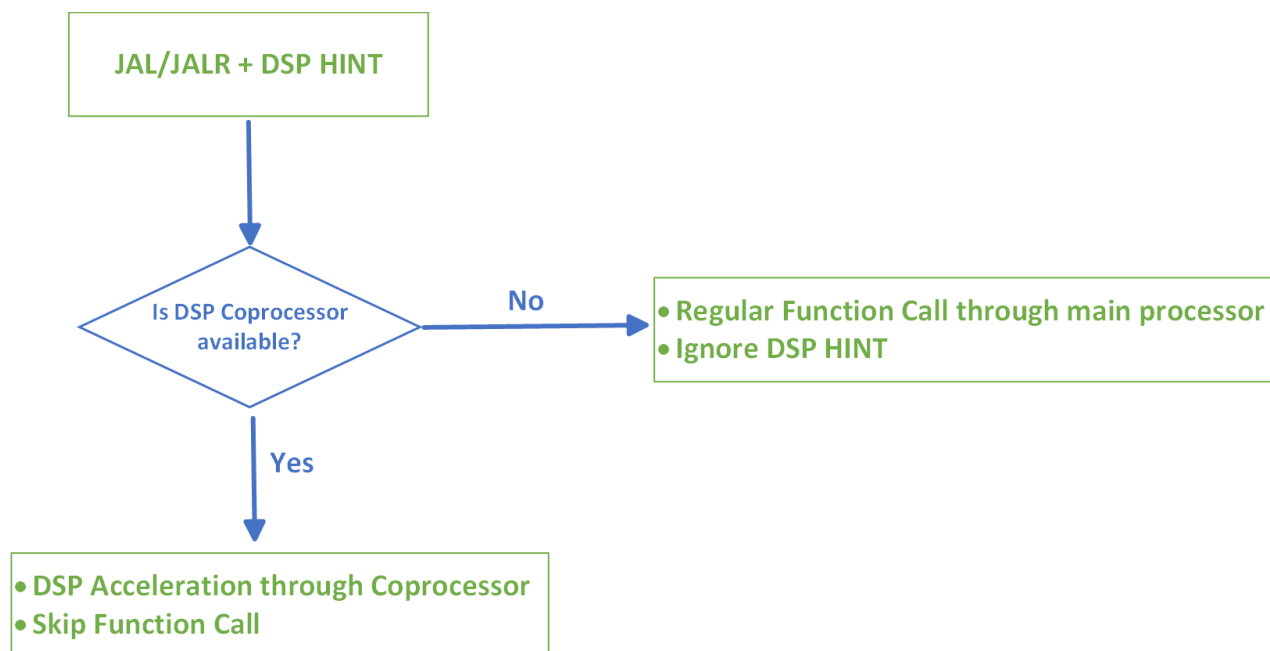 JAL/JALR + DSP HINT
Is DSP Coprocessor
available?
No
• Regular Function Call through main processor
• Ignore DSP HINT
Yes
• DSP Acceleration through Coprocessor
• Skip Function Call